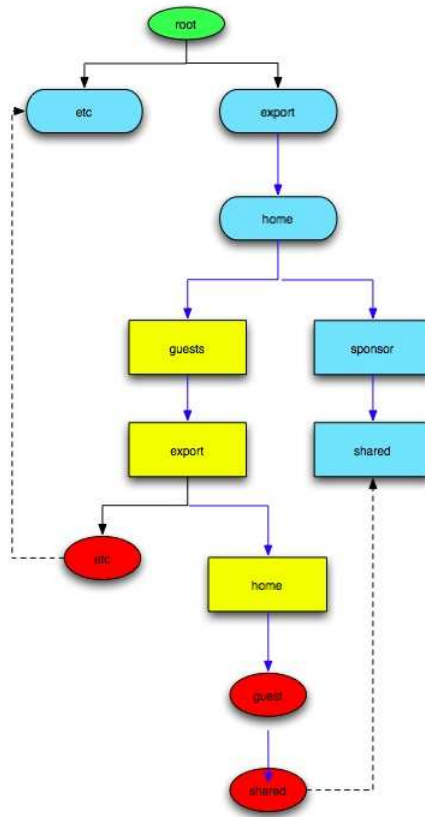 root
etc
export
home
guests
sponsor
export
shared
etc
home
guest
shared